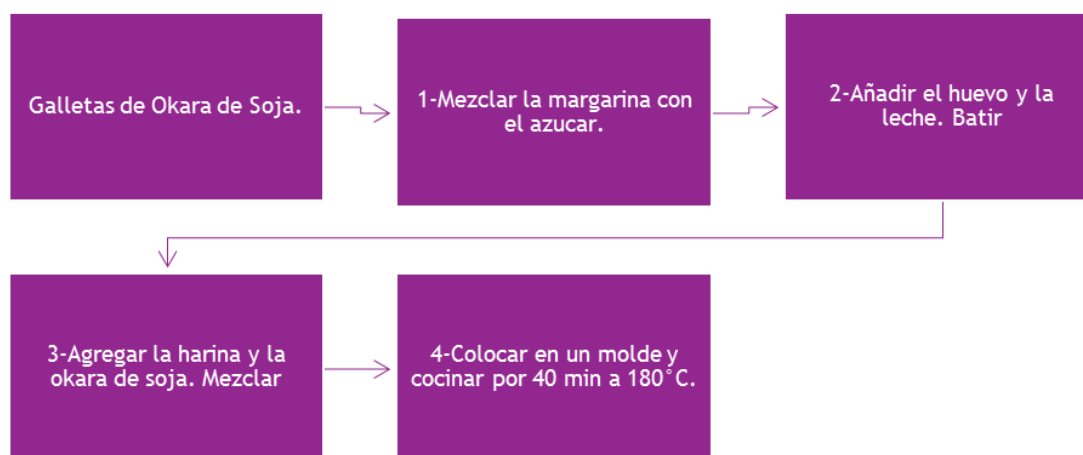 Galletas de Okara de Soja.
1-Mezclar la margarina con
el azucar.
2-Añadir el huevo y la
leche. Batir
3-Agregar la harina y la
okara de soja. Mezclar
4-Colocar en un molde y
cocinar por 40 min a 180°C.